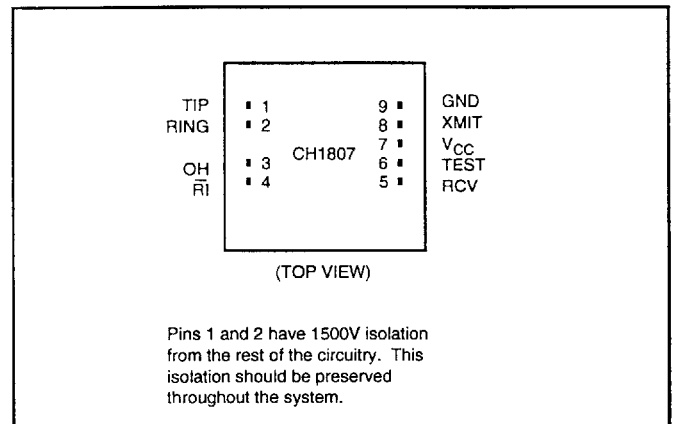 TIP 1 9 GND
RING 2 8 XMIT
7 VCC
OH 3 CH1807 6 TEST
R̅I̅ 4 5 RCV
(TOP VIEW)
Pins 1 and 2 have 1500V isolation
from the rest of the circuitry. This
isolation should be preserved
throughout the system.